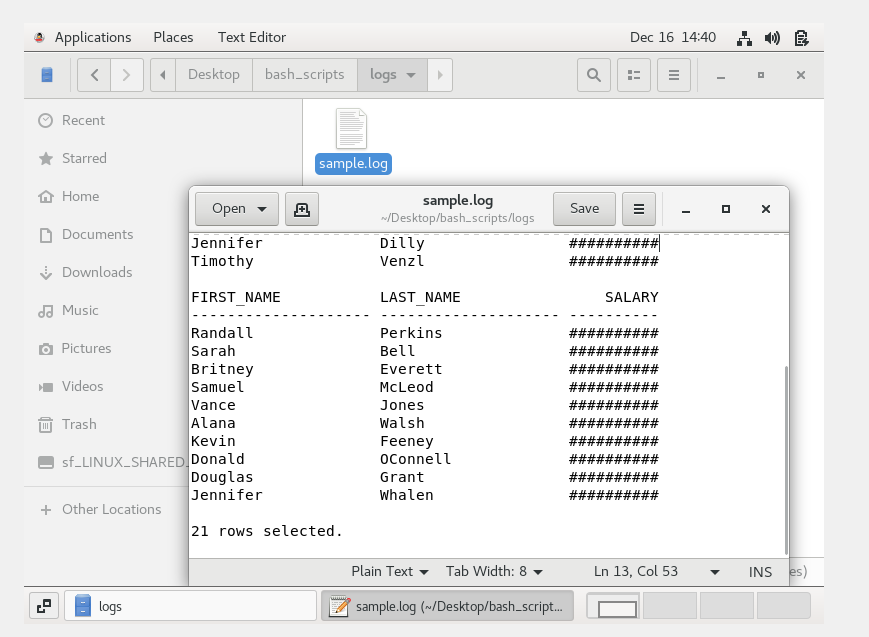 Applications Places Text Editor Dec 16 14:40
Desktop bash_scripts logs
Recent
Starred
Home
Documents
Downloads
Music
Pictures
Videos
Trash
sf_LINUX_SHARED_
Other Locations
sample.log
Open sample.log Save
~/Desktop/bash_scripts/logs
Jennifer Dilly ##########
Timothy Venzl ##########
FIRST_NAME LAST_NAME SALARY
-------------------- -------------------- ----------
Randall Perkins ##########
Sarah Bell ##########
Britney Everett ##########
Samuel McLeod ##########
Vance Jones ##########
Alana Walsh ##########
Kevin Feeney ##########
Donald OConnell ##########
Douglas Grant ##########
Jennifer Whalen ##########
21 rows selected.
Plain Text Tab Width: 8 Ln 13, Col 53 INS
es)
logs sample.log (~/Desktop/bash_script...